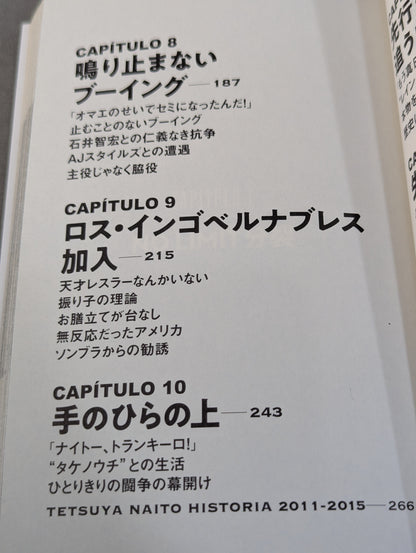 CAPÍTULO 8
鳴り止まない
ブーイング──187
「オマエのせいでセミになったんだ!」
止むことのないブーイング
石井智宏との仁義なき抗争
AJスタイルズとの遭遇
主役じゃなく脇役
CAPÍTULO 9
ロス・インゴベルナブレス
加入──215
天才レスラーなんかいない
振り子の理論
お膳立てが台なし
無反応だったアメリカ
ソンブラからの勧誘
CAPÍTULO 10
手のひらの上──243
「ナイトー、トランキーロ!」
“タケノウチ”との生活
ひとりきりの闘争の幕開け
TETSUYA NAITO HISTORIA 2011-2015──266